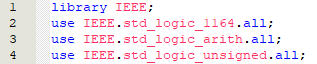 1 library IEEE;
2 use IEEE.std_logic_1164.all;
3 use IEEE.std_logic_arith.all;
4 use IEEE.std_logic_unsigned.all;